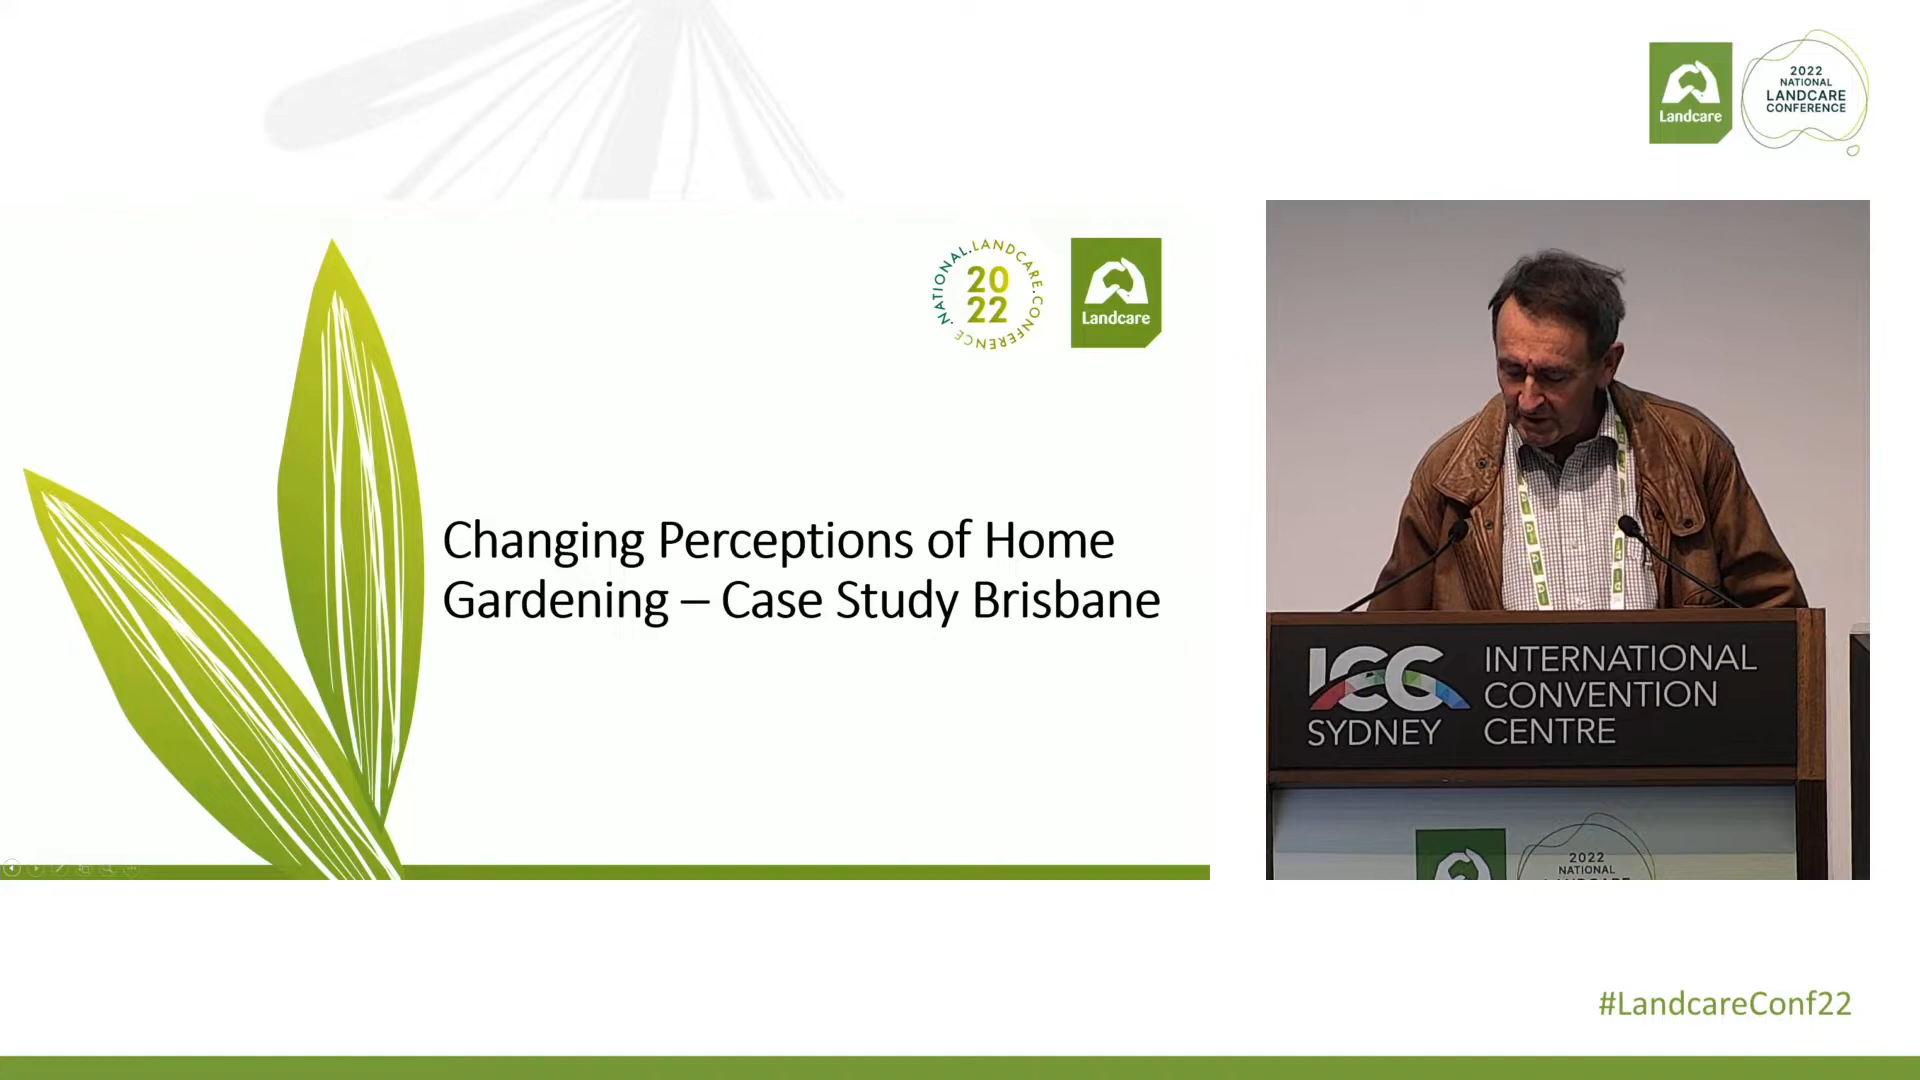 Landcare
2022
NATIONAL
LANDCARE
CONFERENCE
NATIONAL.LANDCARE.CONFERENCE.
20
22
Landcare
Changing Perceptions of Home
Gardening – Case Study Brisbane
ICC
SYDNEY
INTERNATIONAL
CONVENTION
CENTRE
2022
NATIONAL
#LandcareConf22